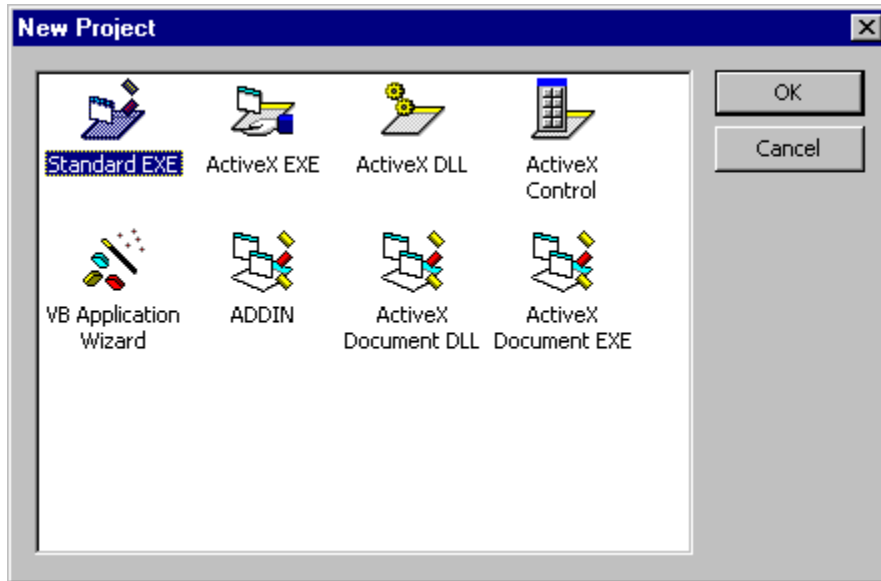 New Project
Standard EXE
ActiveX EXE
ActiveX DLL
ActiveX
Control
OK
Cancel
VB Application
Wizard
ADDIN
ActiveX
Document DLL
ActiveX
Document EXE